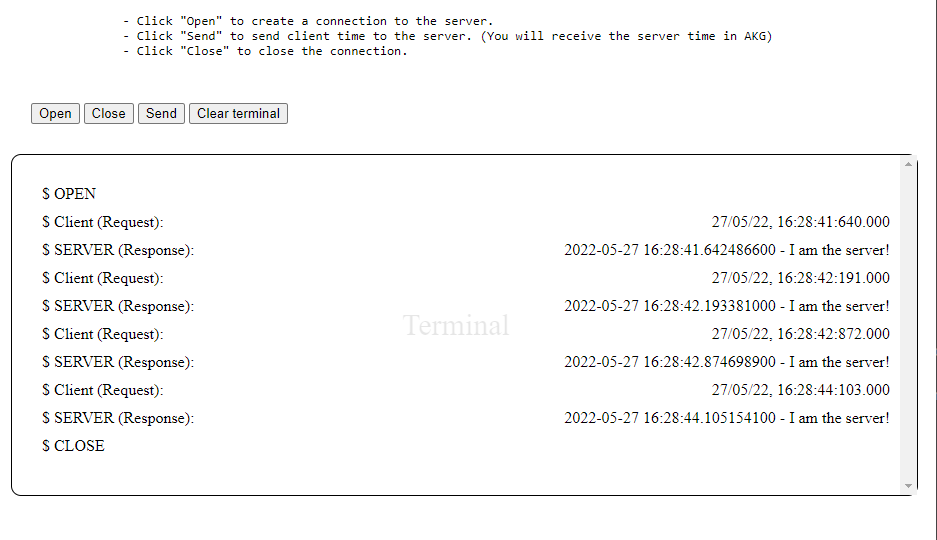 - Click "Open" to create a connection to the server.
- Click "Send" to send client time to the server. (You will receive the server time in AKG)
- Click "Close" to close the connection.
Open Close Send Clear terminal
$ OPEN
$ Client (Request): 27/05/22, 16:28:41:640.000
$ SERVER (Response): 2022-05-27 16:28:41.642486600 - I am the server!
$ Client (Request): 27/05/22, 16:28:42:191.000
$ SERVER (Response): 2022-05-27 16:28:42.193381000 - I am the server!
Terminal
$ Client (Request): 27/05/22, 16:28:42:872.000
$ SERVER (Response): 2022-05-27 16:28:42.874698900 - I am the server!
$ Client (Request): 27/05/22, 16:28:44:103.000
$ SERVER (Response): 2022-05-27 16:28:44.105154100 - I am the server!
$ CLOSE